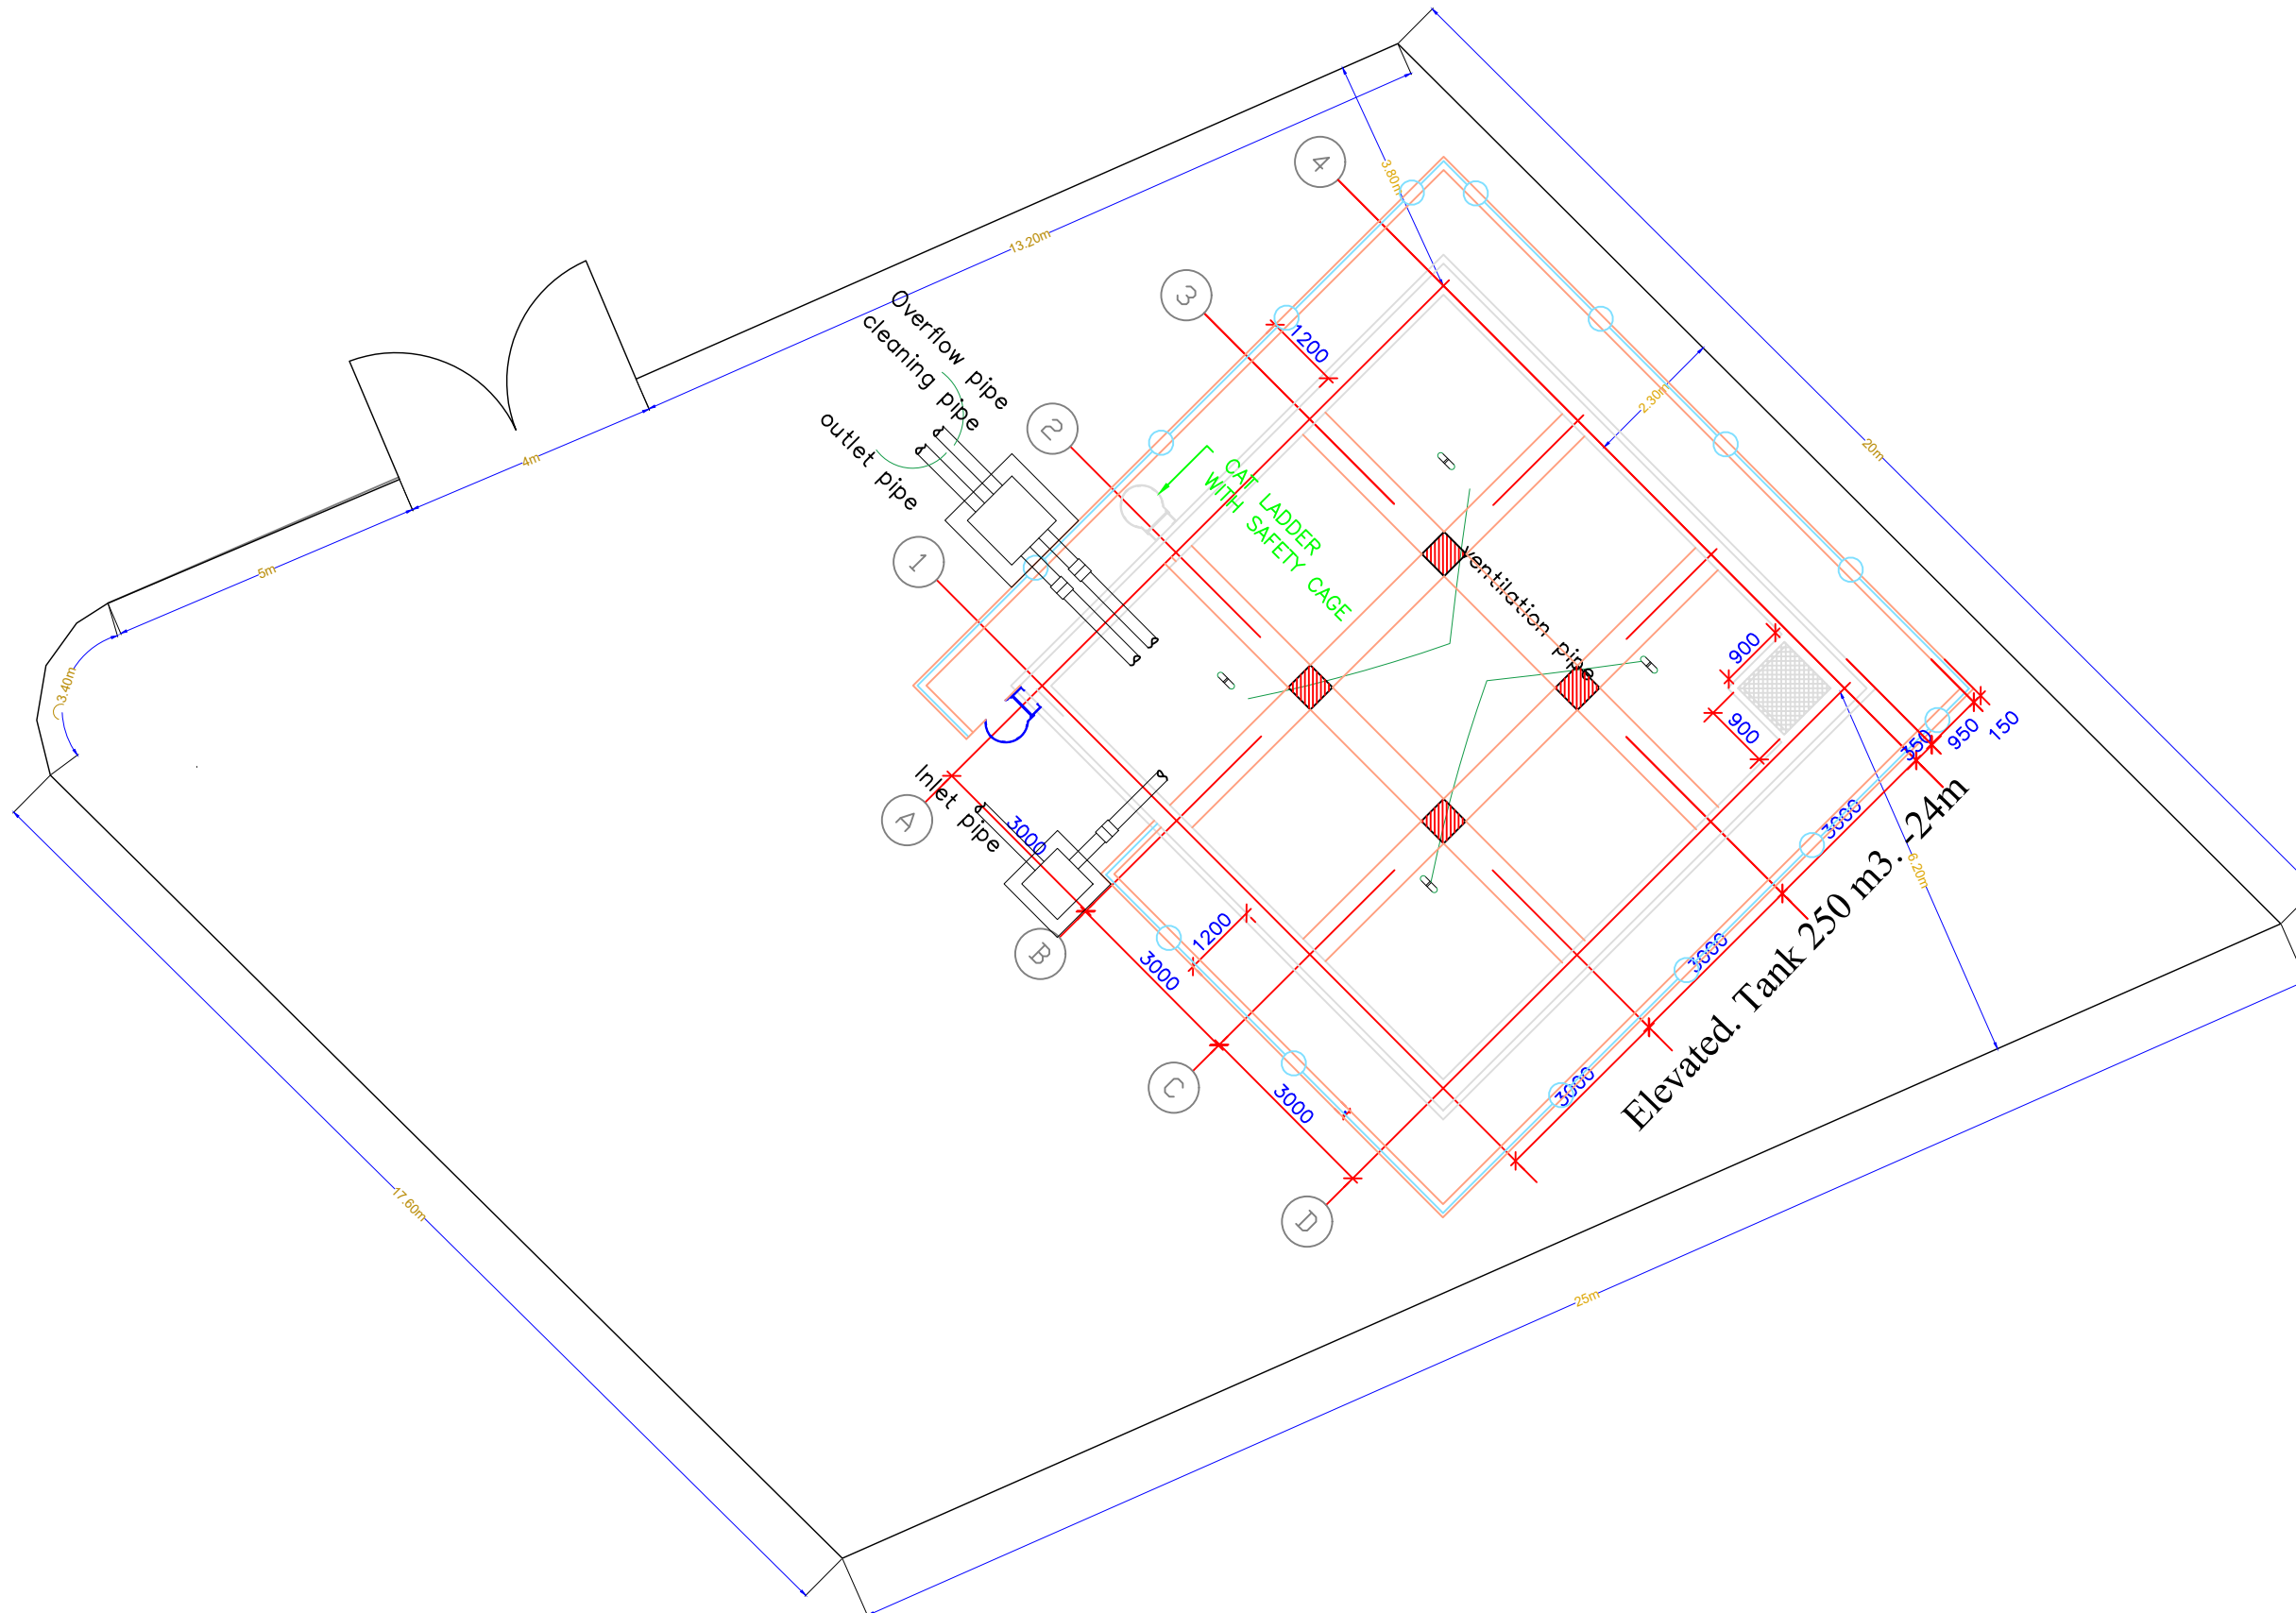 20m
3.80m
4
13.20m
3
Overflow pipe
cleaning pipe
1200
2.30m
2
outlet pipe
4m
CAT LADDER
WITH SAFETY CAGE
1
5m
ventilation pipe
900
900
3.40m
350
950
150
A
Inlet pipe
3000
3000
6.20m
Elevated. Tank 250 m3. -24m
B
3000
1200
3000
C
3000
3000
D
17.60m
25m